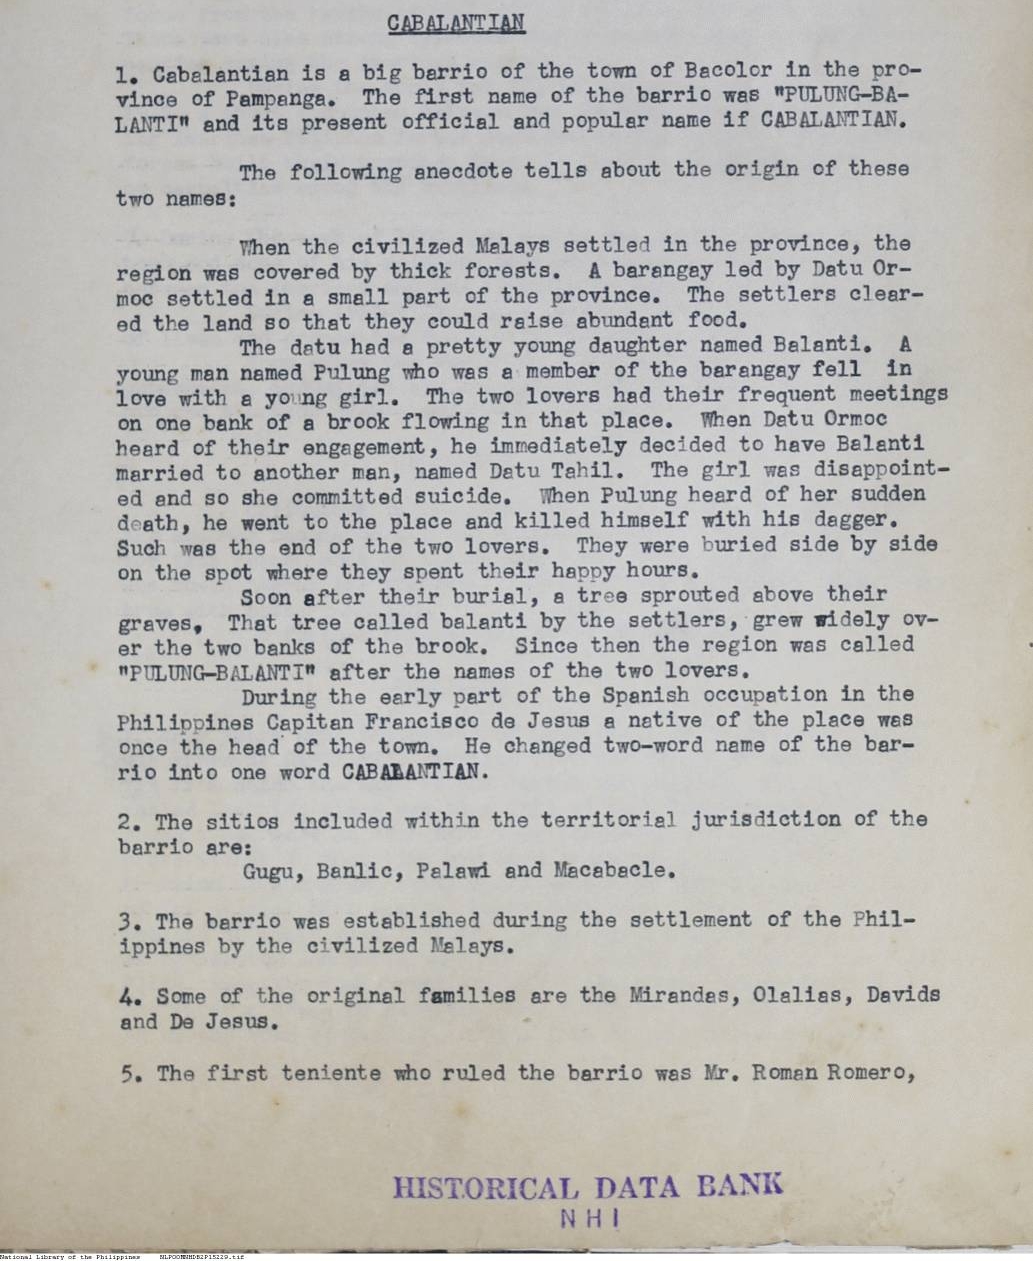 CABALANTIAN
1. Cabalantian is a big barrio of the town of Bacolor in the pro-
vince of Pampanga. The first name of the barrio was "PULUNG-BA-
LANTI" and its present official and popular name if CABALANTIAN.
The following anecdote tells about the origin of these
two names:
When the civilized Malays settled in the province, the
region was covered by thick forests. A barangay led by Datu Or-
moc settled in a small part of the province. The settlers clear-
ed the land so that they could raise abundant food.
The datu had a pretty young daughter named Balanti. A
young man named Pulung who was a member of the barangay fell in
love with a young girl. The two lovers had their frequent meetings
on one bank of a brook flowing in that place. When Datu Ormoc
heard of their engagement, he immediately decided to have Balanti
married to another man, named Datu Tahil. The girl was disappoint-
ed and so she committed suicide. When Pulung heard of her sudden
death, he went to the place and killed himself with his dagger.
Such was the end of the two lovers. They were buried side by side
on the spot where they spent their happy hours.
Soon after their burial, a tree sprouted above their
graves. That tree called balanti by the settlers, grew widely ov-
er the two banks of the brook. Since then the region was called
"PULUNG-BALANTI" after the names of the two lovers.
During the early part of the Spanish occupation in the
Philippines Capitan Francisco de Jesus a native of the place was
once the head of the town. He changed two-word name of the bar-
rio into one word CABALANTIAN.
2. The sitios included within the territorial jurisdiction of the
barrio are:
Gugu, Banlic, Palawi and Macabacle.
3. The barrio was established during the settlement of the Phil-
ippines by the civilized Malays.
4. Some of the original families are the Mirandas, Olalias, Davids
and De Jesus.
5. The first teniente who ruled the barrio was Mr. Roman Romero,
HISTORICAL DATA BANK
NHI
National Library of the Philippines NLPOOMNHDB2P15229.tif